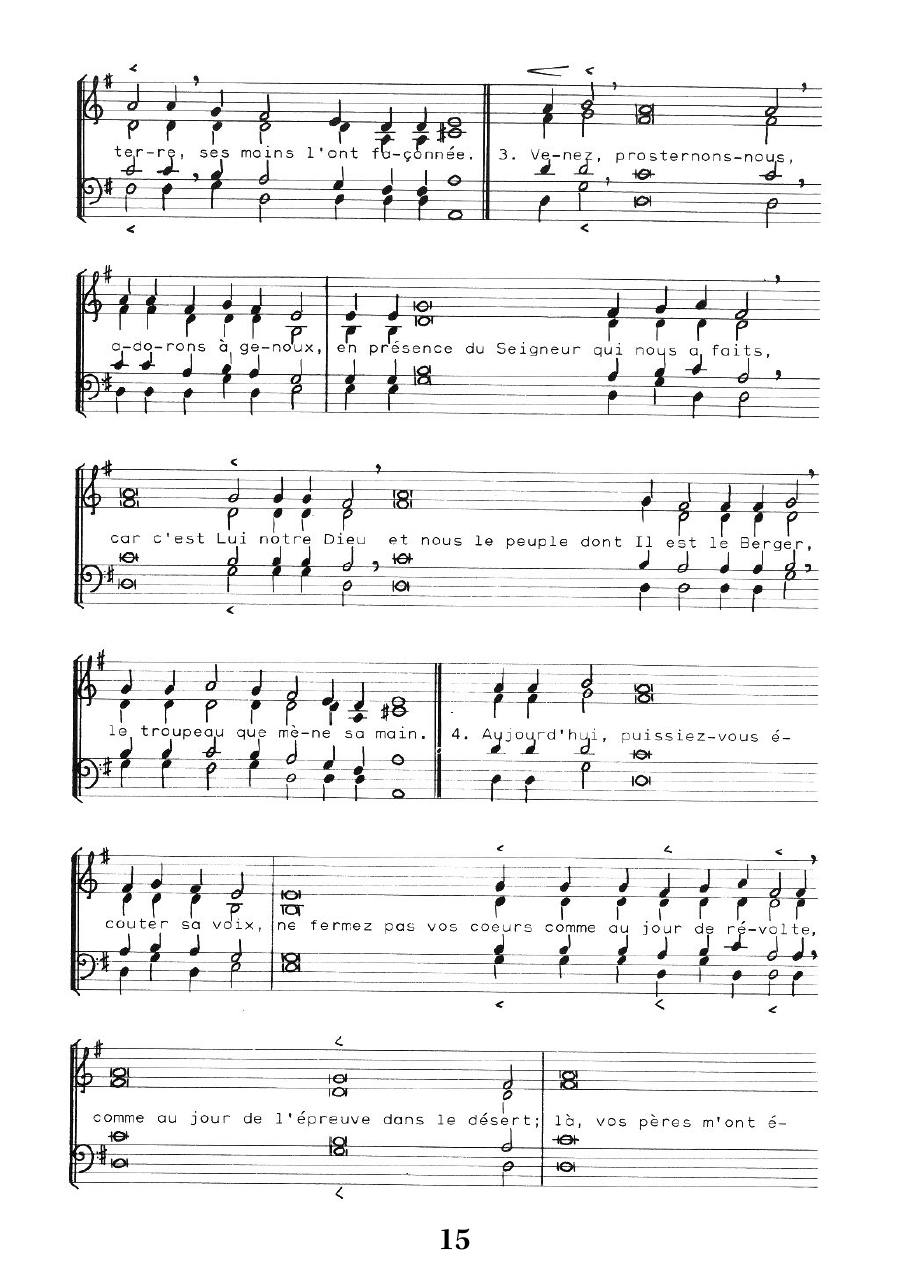 ter-re, ses mains l'ont fa-çonnée. 3. Ve-nez, prosternons-nous,
a-do-rons à ge-noux, en présence du Seigneur qui nous a faits,
car c'est Lui notre Dieu et nous le peuple dont Il est le Berger,
le troupeau que mè-ne sa main. 4. Aujourd'hui, puissiez-vous é-
couter sa voix, ne fermez pas vos coeurs comme au jour de ré-volte,
comme au jour de l'épreuve dans le désert; là, vos pères m'ont é-
15